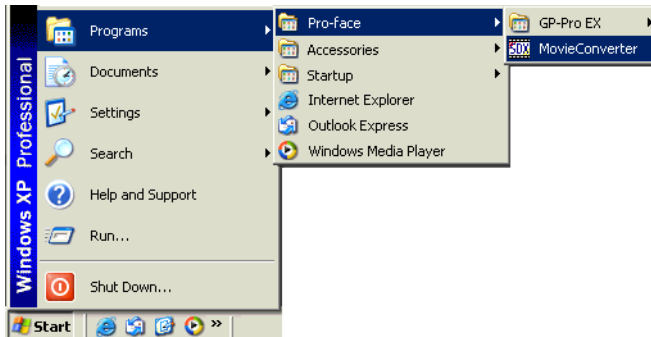 Windows XP Professional
Programs
Documents
Settings
Search
Help and Support
Run...
Shut Down...
Start
»
Pro-face
Accessories
Startup
Internet Explorer
Outlook Express
Windows Media Player
GP-Pro EX
SDX MovieConverter